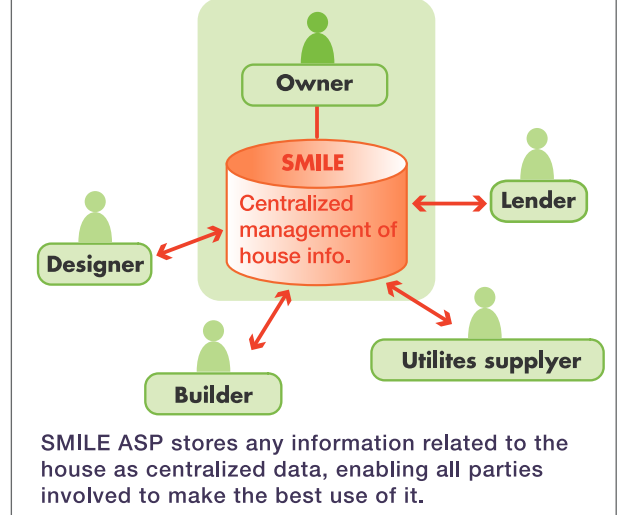 Owner
SMILE
Centralized
management of
house info.
Lender
Designer
Utilites supplyer
Builder
SMILE ASP stores any information related to the
house as centralized data, enabling all parties
involved to make the best use of it.